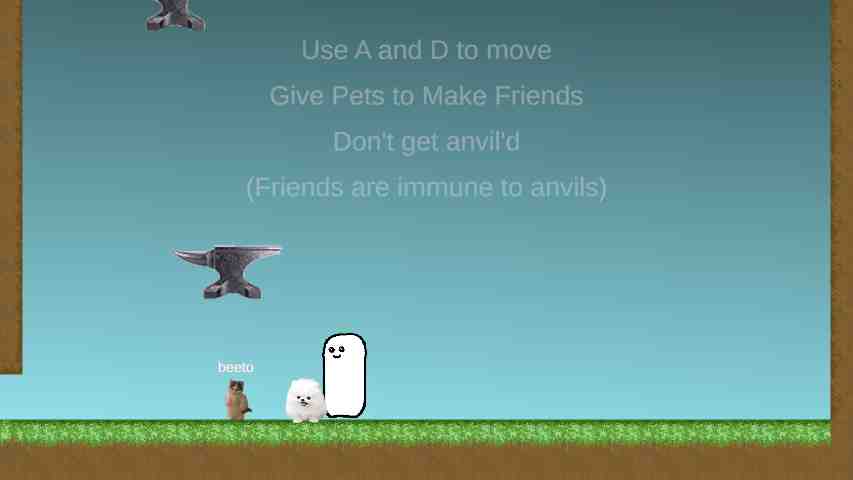 Use A and D to move
Give Pets to Make Friends
Don't get anvil'd
(Friends are immune to anvils)
beeto